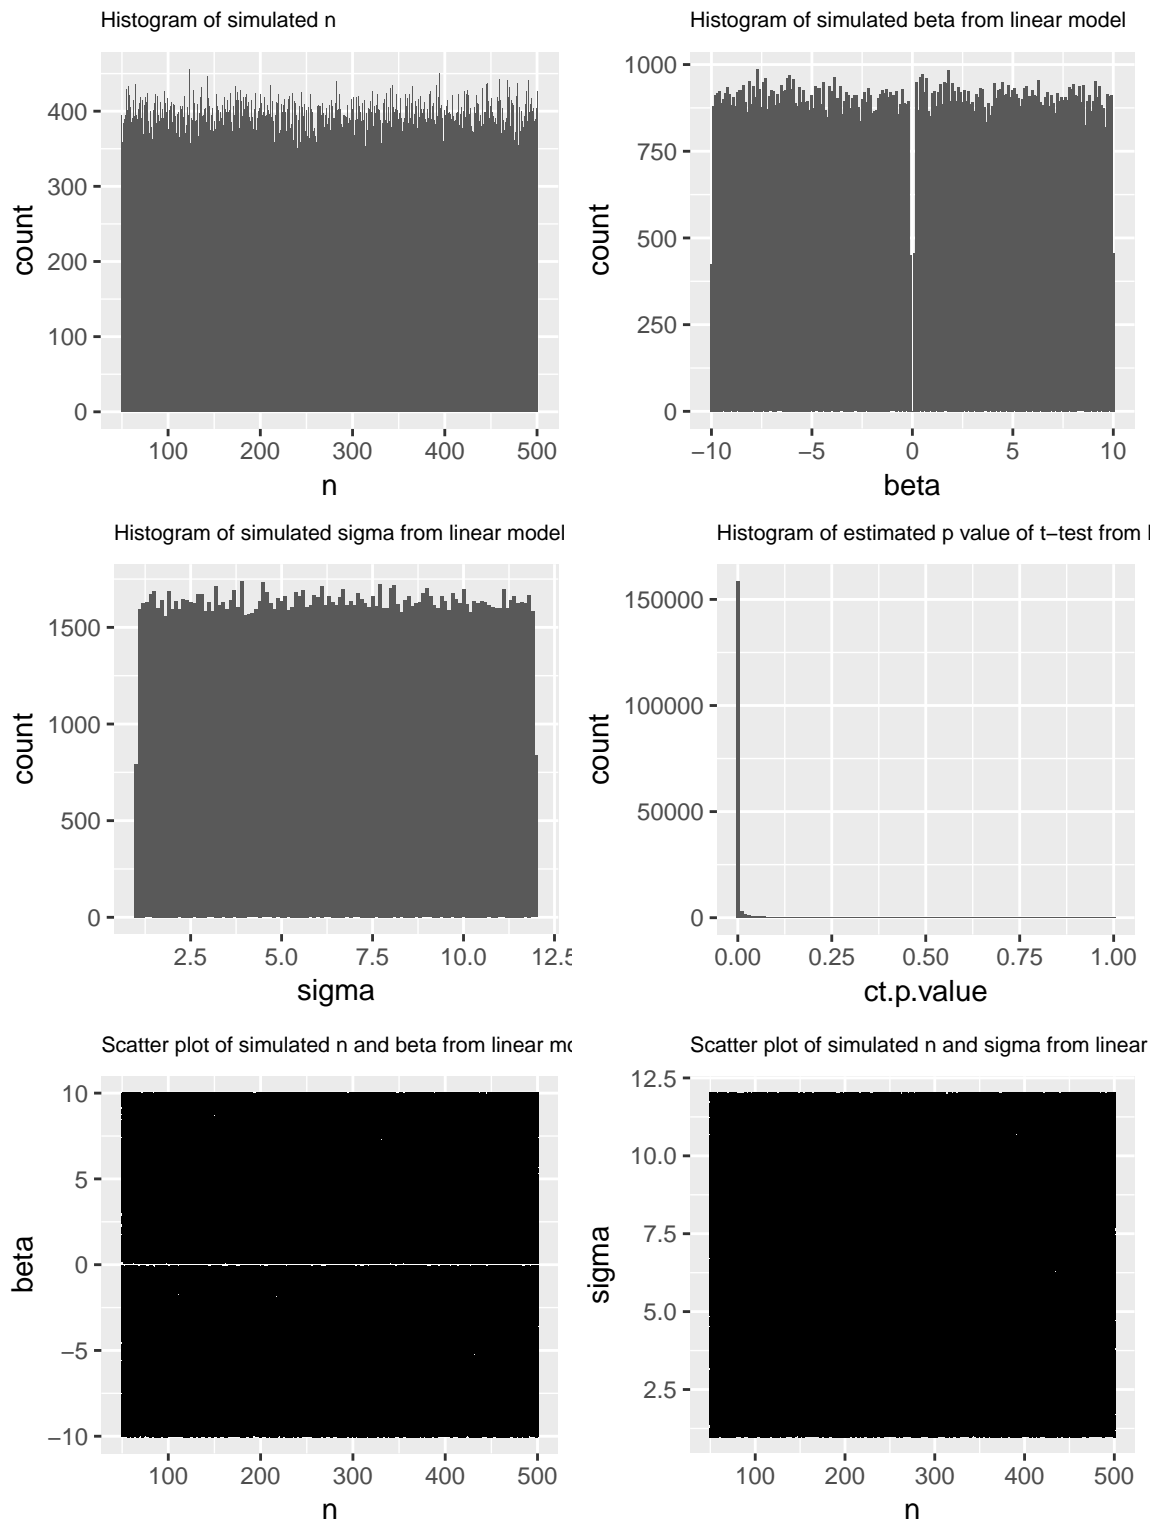 Histogram of simulated n
400
300
200
100
0
count
100 200 300 400 500
n
Histogram of simulated beta from linear model
1000
750
500
250
0
count
−10 −5 0 5 10
beta
Histogram of simulated sigma from linear model
1500
1000
500
0
count
2.5 5.0 7.5 10.0 12.5
sigma
Histogram of estimated p value of t−test from
150000
100000
50000
0
count
0.00 0.25 0.50 0.75 1.00
ct.p.value
Scatter plot of simulated n and beta from linear
10
5
0
−5
−10
beta
100 200 300 400 500
n
Scatter plot of simulated n and sigma from linear
12.5
10.0
7.5
5.0
2.5
sigma
100 200 300 400 500
n